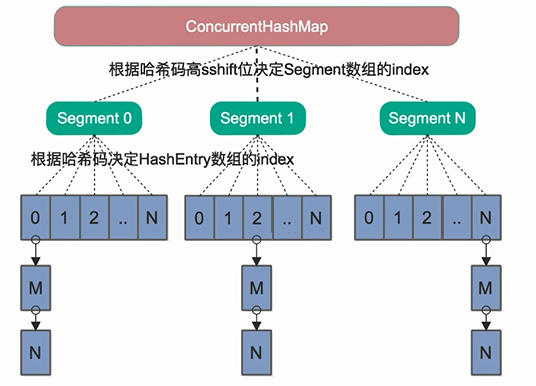 ConcurrentHashMap
根据哈希码高sshift位决定Segment数组的index
Segment 0 Segment 1 Segment N
根据哈希码决定HashEntry数组的index
0 1 2 .. N 0 1 2 .. N 0 1 2 .. N
M M M
N N N